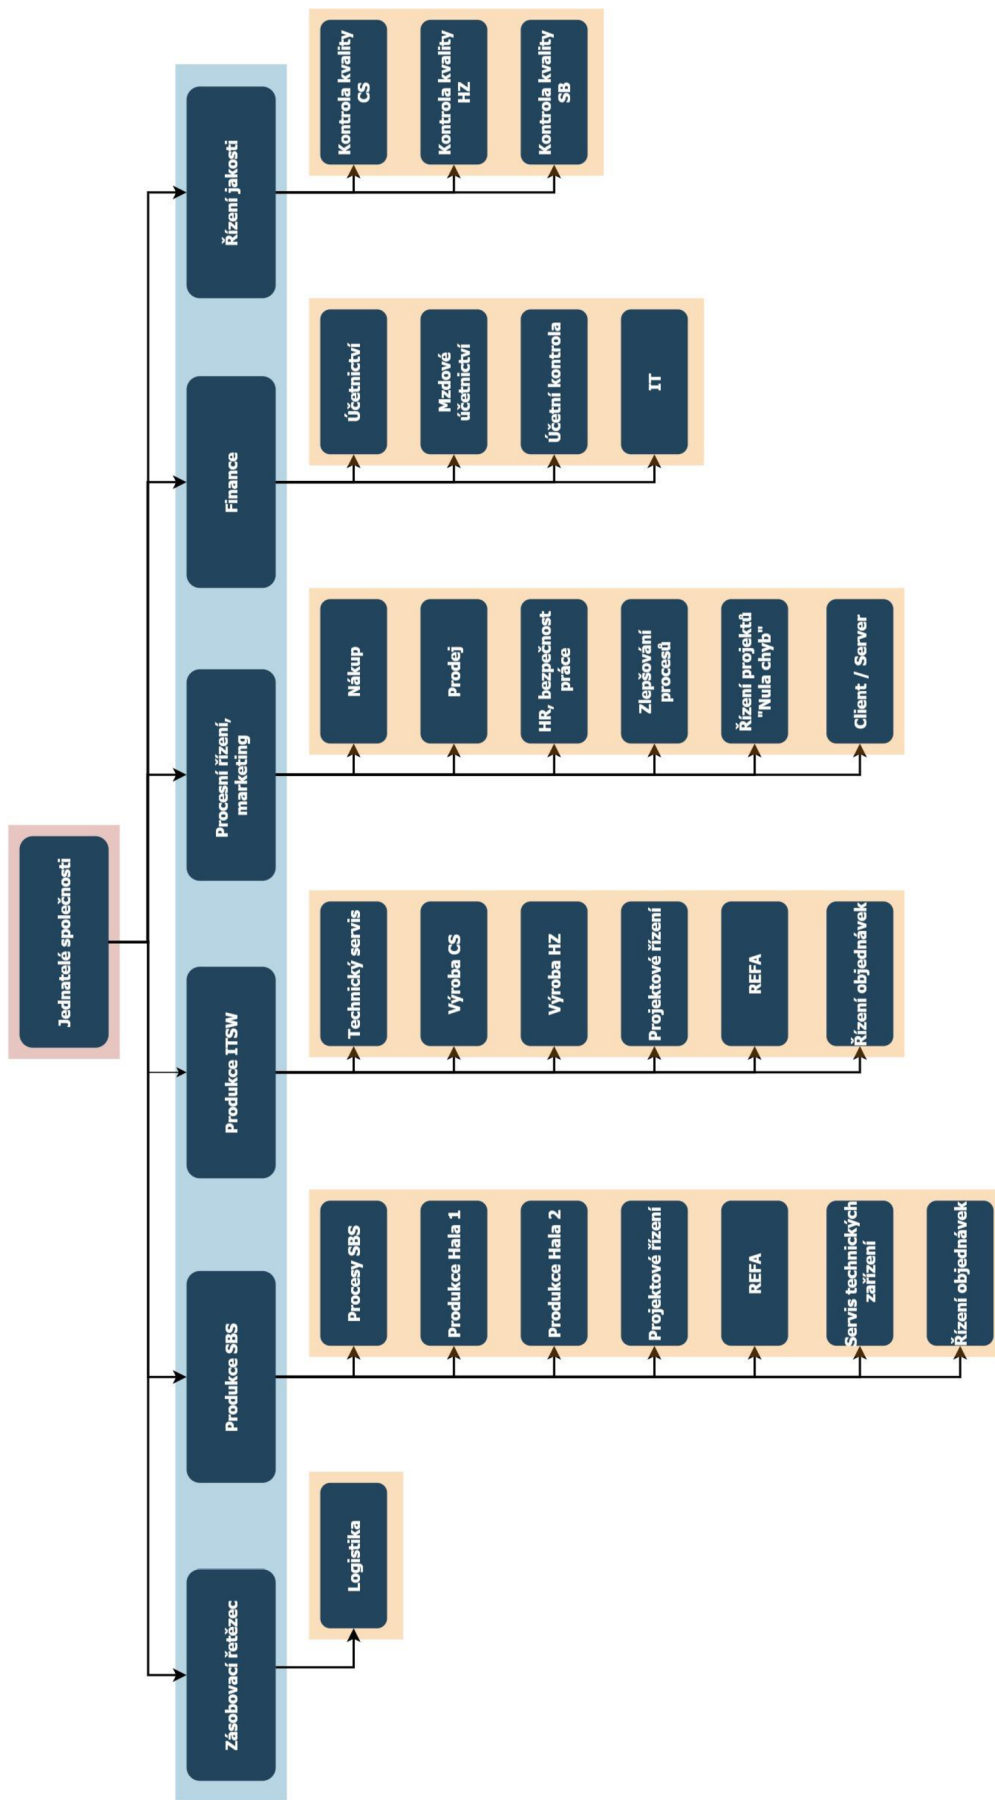 Jednatelé společnosti
Zásobovací řetězec
Produkce SBS
Produkce ITSW
Procesní řízení,
marketing
Finance
Řízení jakosti
Logistika
Procesy SBS
Produkce Hala 1
Produkce Hala 2
Projektové řízení
REFA
Servis technických
zařízení
Řízení objednávek
Technický servis
Výroba CS
Výroba HZ
Projektové řízení
REFA
Řízení objednávek
Nákup
Prodej
HR, bezpečnost
práce
Zlepšování
procesů
Řízení projektů
"Nula chyb"
Client / Server
Účetnictví
Mzdové
účetnictví
Účetní kontrola
IT
Kontrola kvality
CS
Kontrola kvality
HZ
Kontrola kvality
SB